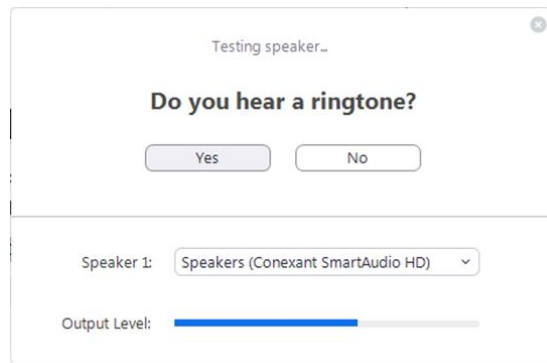 Testing speaker...
Do you hear a ringtone?
Yes No
Speaker 1: Speakers (Conexant SmartAudio HD)
Output Level: